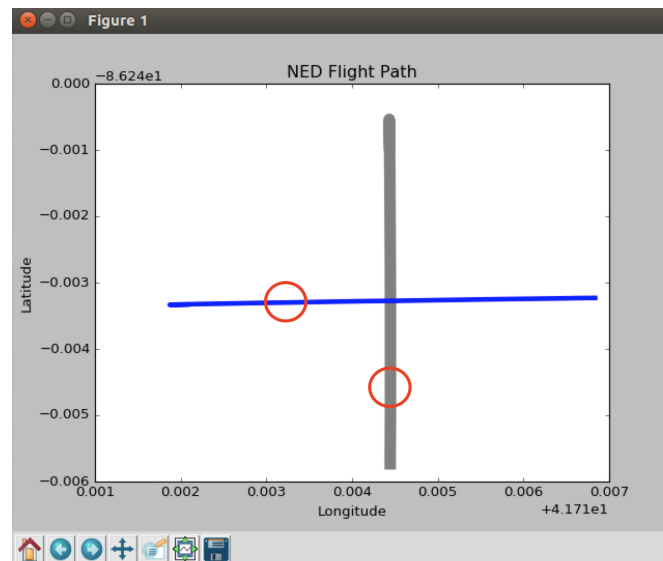 Figure 1
NED Flight Path
−8.624e1
0.000
−0.001
−0.002
−0.003
−0.004
−0.005
−0.006
Latitude
0.001 0.002 0.003 0.004 0.005 0.006 0.007
Longitude
+4.171e1